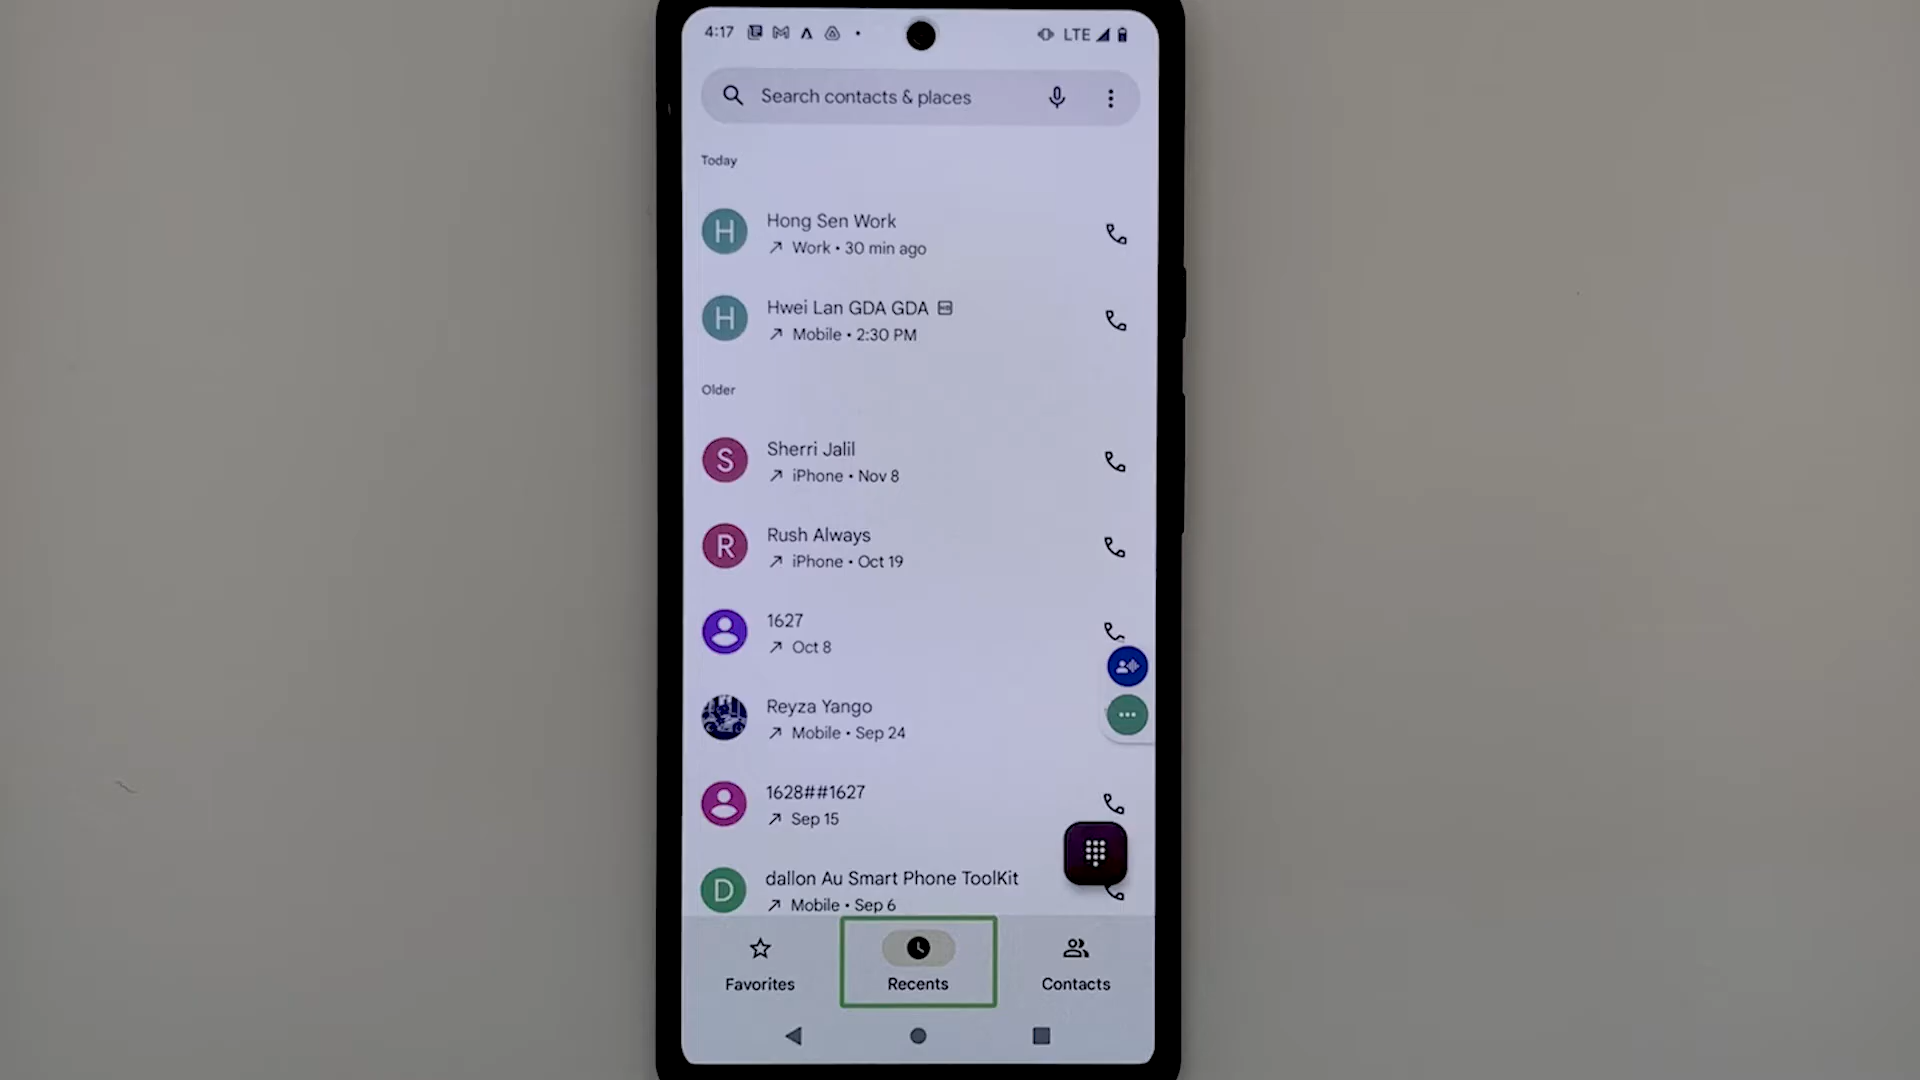 4:17
LTE
Search contacts & places
Today
H
Hong Sen Work
Work • 30 min ago
H
Hwei Lan GDA GDA
Mobile • 2:30 PM
Older
S
Sherri Jalil
iPhone • Nov 8
R
Rush Always
iPhone • Oct 19
1627
Oct 8
Reyza Yango
Mobile • Sep 24
1628##1627
Sep 15
D
dallon Au Smart Phone ToolKit
Mobile • Sep 6
Favorites
Recents
Contacts